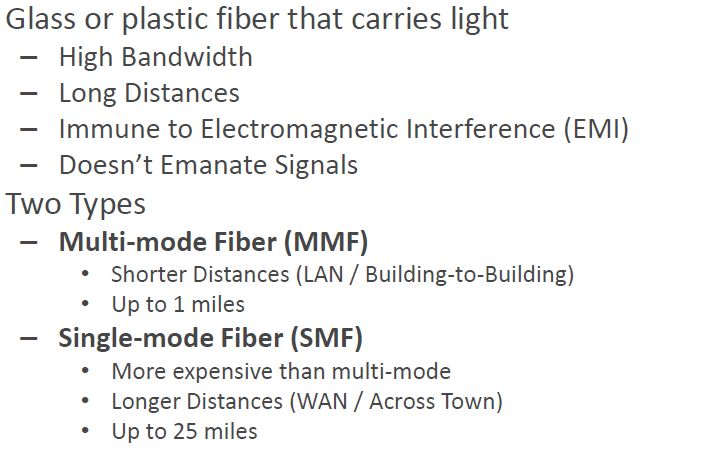 Glass or plastic fiber that carries light
– High Bandwidth
– Long Distances
– Immune to Electromagnetic Interference (EMI)
– Doesn’t Emanate Signals
Two Types
– Multi-mode Fiber (MMF)
• Shorter Distances (LAN / Building-to-Building)
• Up to 1 miles
– Single-mode Fiber (SMF)
• More expensive than multi-mode
• Longer Distances (WAN / Across Town)
• Up to 25 miles